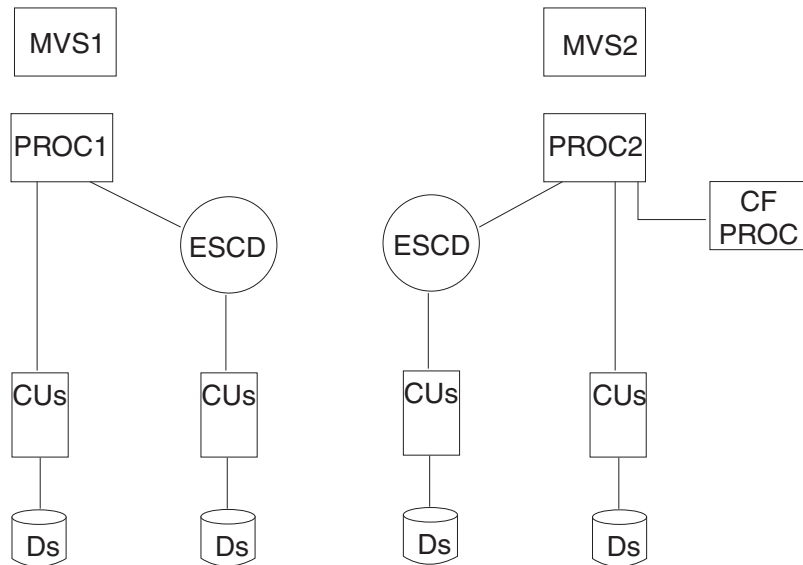 MVS1
MVS2
PROC1
PROC2
CF
PROC
ESCD
ESCD
CUs
CUs
CUs
CUs
Ds
Ds
Ds
Ds